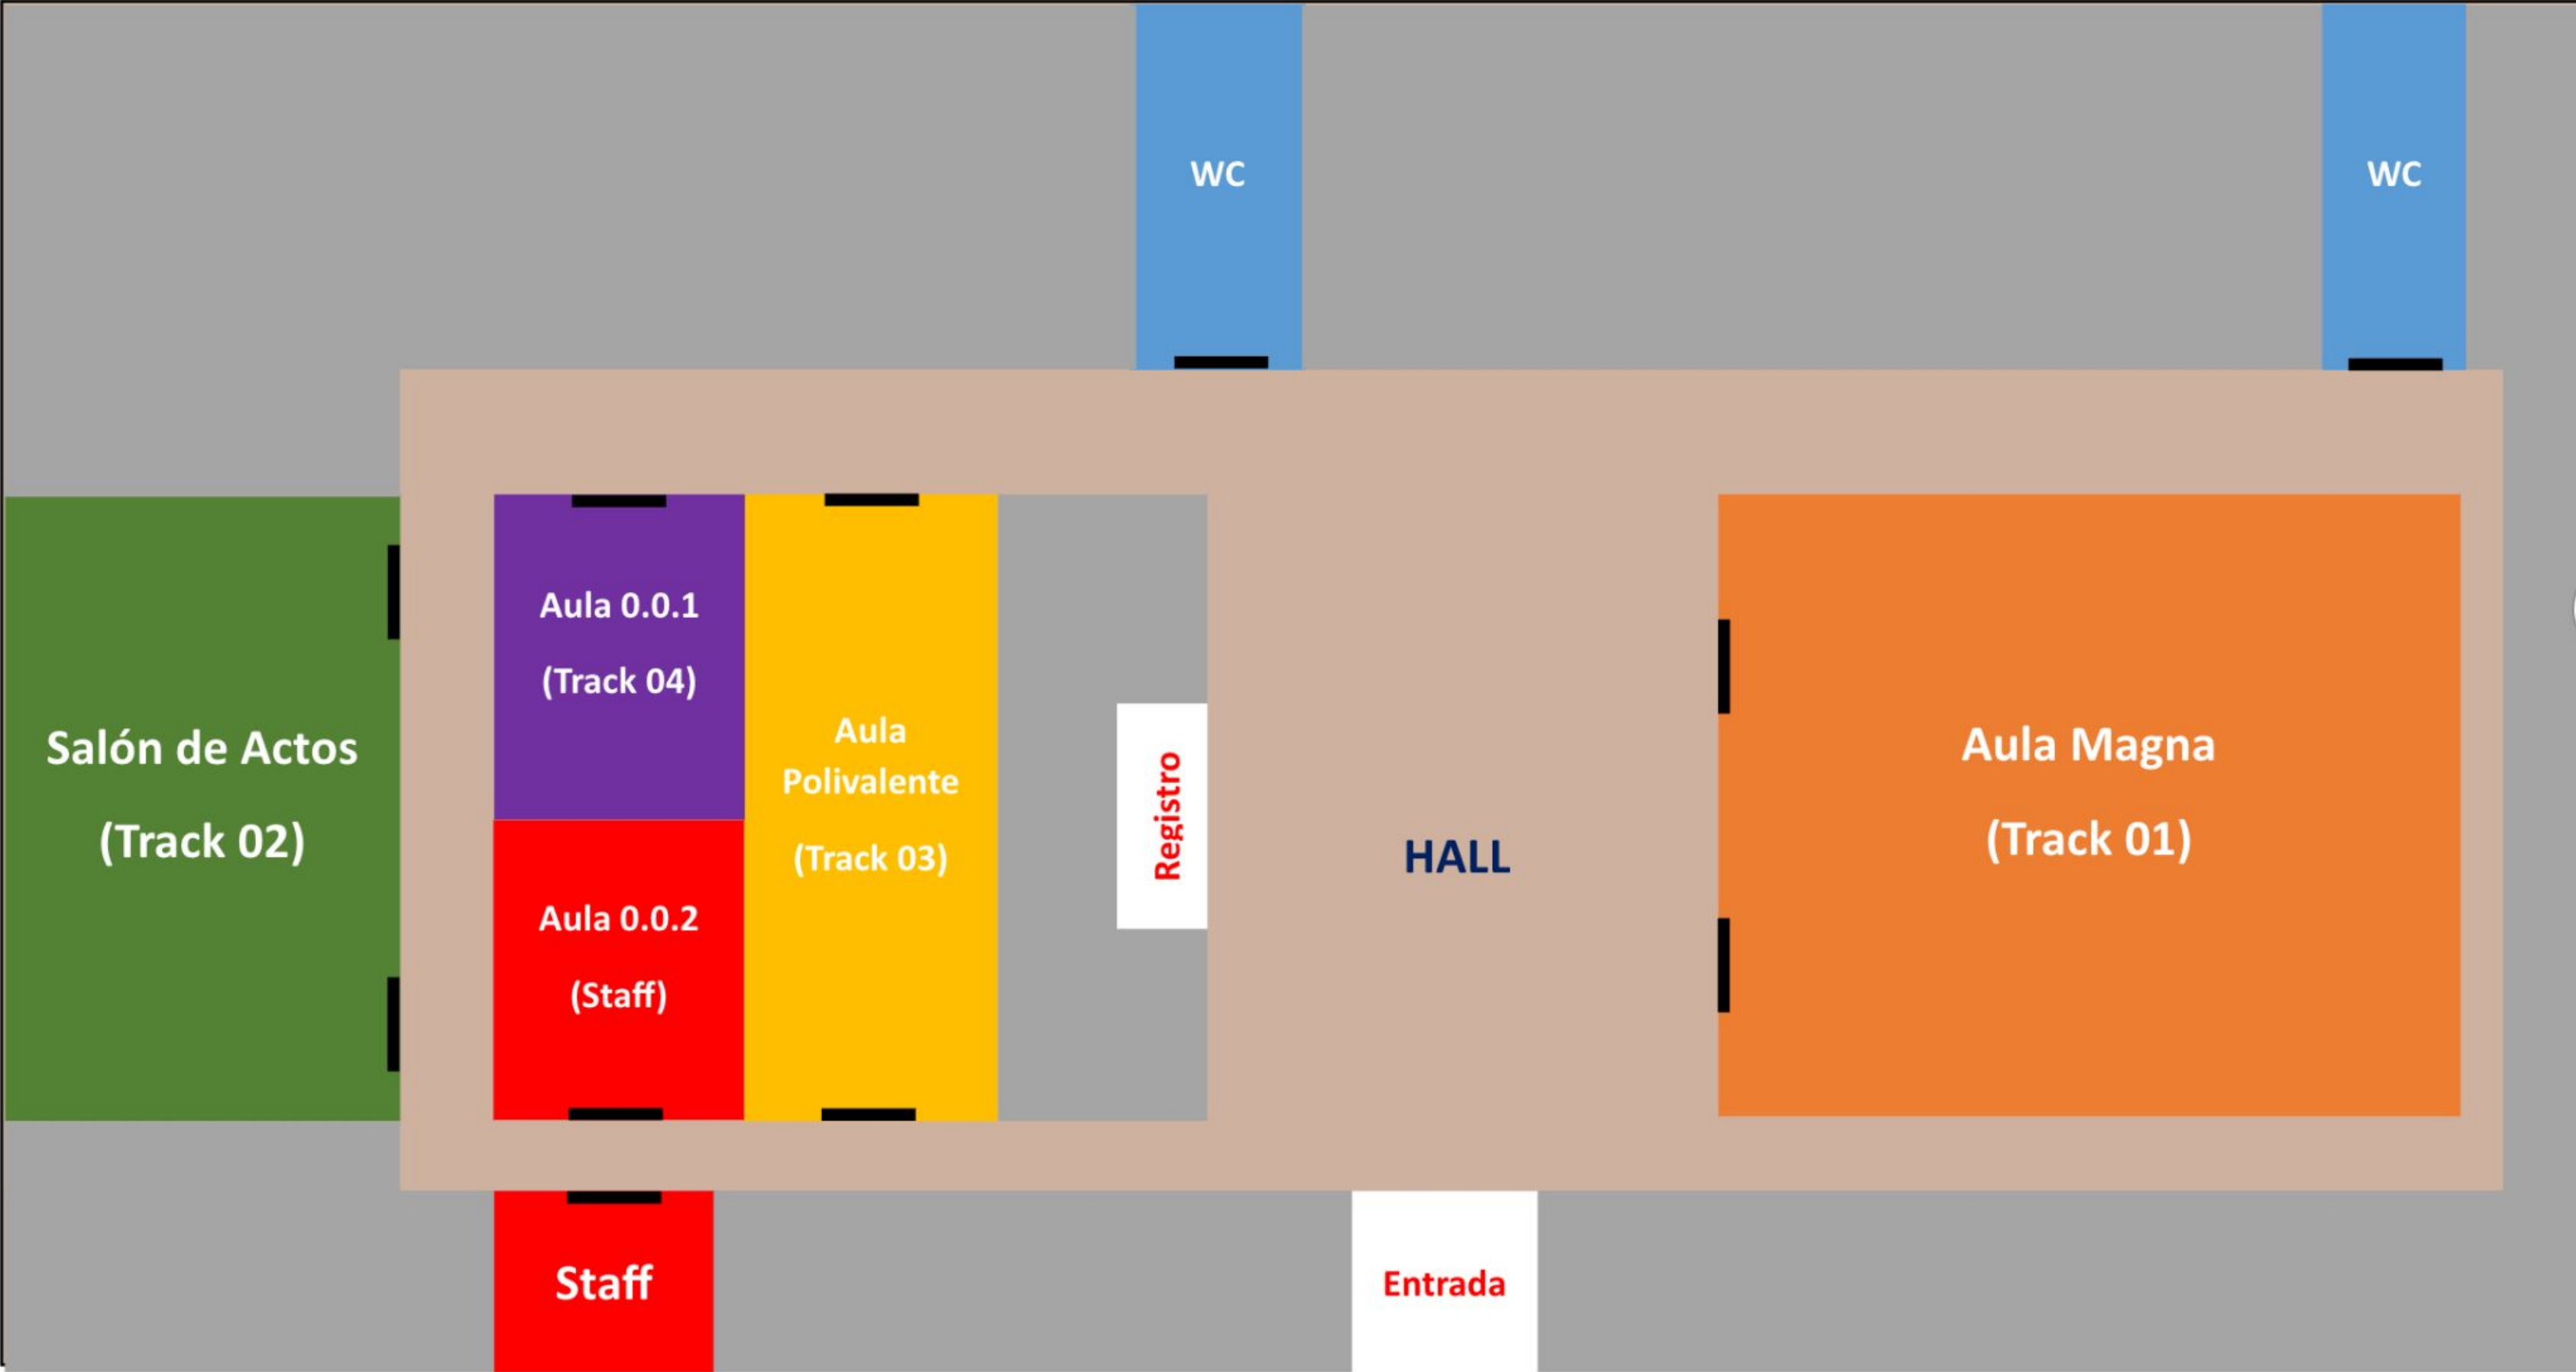 WC
WC
Aula 0.0.1
(Track 04)
Salón de Actos
(Track 02)
Aula
Polivalente
(Track 03)
Registro
HALL
Aula Magna
(Track 01)
Aula 0.0.2
(Staff)
Staff
Entrada